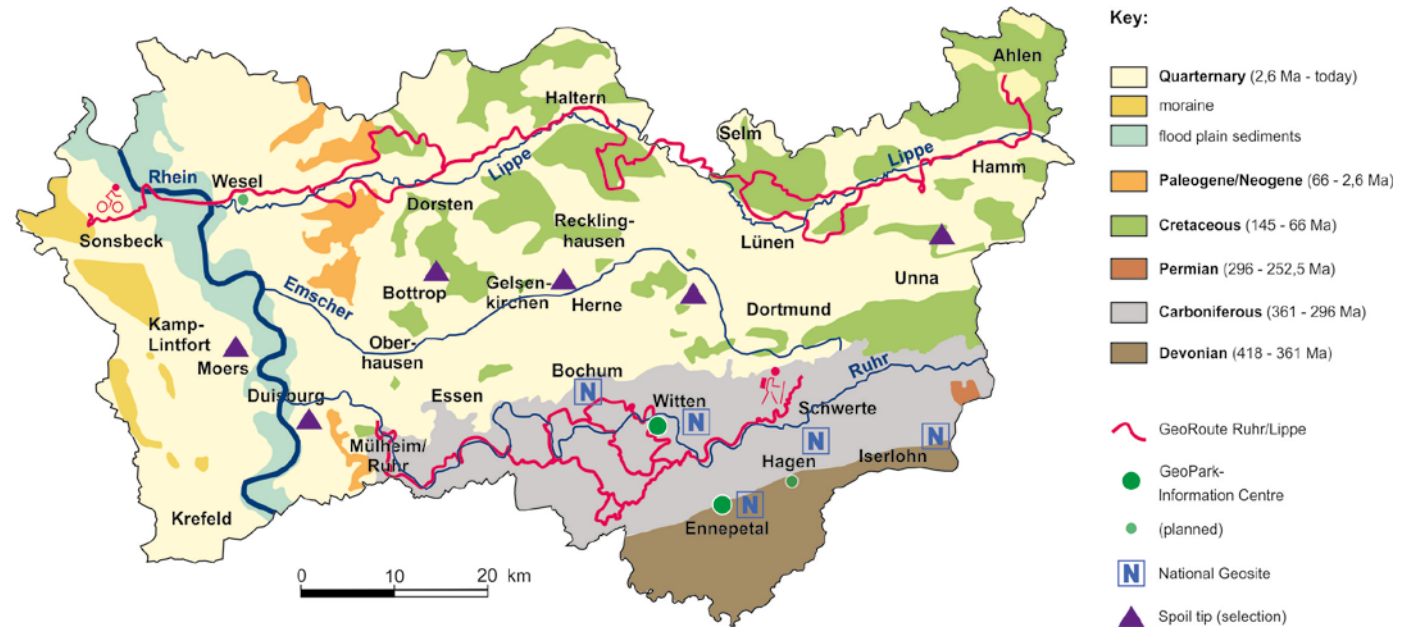 Key:
Ahlen
Quarternary (2,6 Ma - today)
moraine
Haltern
Selm
flood plain sediments
Lippe
Hamm
Rhein
Wesel
Lippe
Paleogene/Neogene (66 - 2,6 Ma)
Dorsten
Reckling-
hausen
Sonsbeck
Lünen
Cretaceous (145 - 66 Ma)
Unna
Permian (296 - 252,5 Ma)
Emscher
Bottrop
Gelsen-
kirchen
Herne
Dortmund
Carboniferous (361 - 296 Ma)
Kamp-
Lintfort
Ober-
hausen
Moers
Devonian (418 - 361 Ma)
Bochum
Ruhr
Duisburg
Essen
N
Witten
N
Schwerte
GeoRoute Ruhr/Lippe
Mülheim/
Ruhr
N
N
Hagen
Iserlohn
GeoPark-
Information Centre
Krefeld
N
Ennepetal
(planned)
0 10 20 km
N National Geosite
Spoil tip (selection)